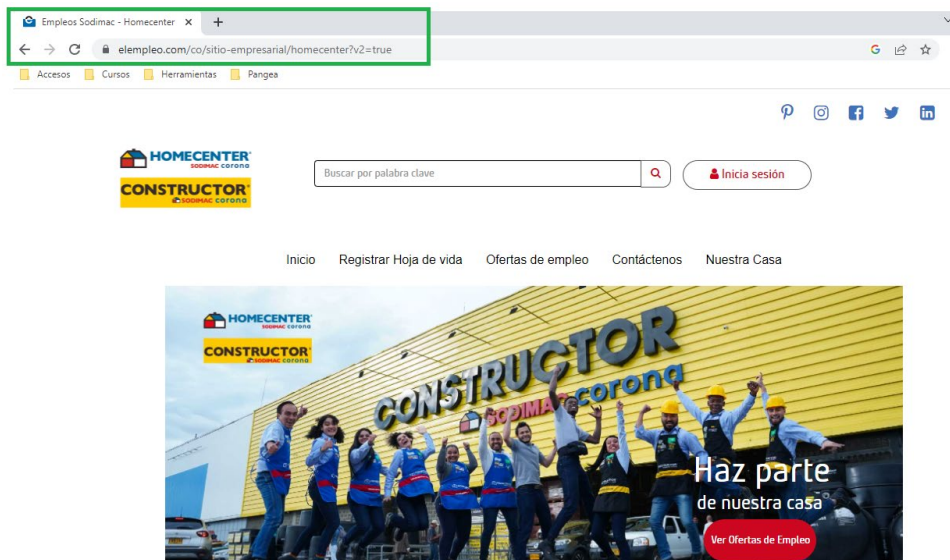 Empleos Sodimac - Homecenter
elempleo.com/co/sitio-empresarial/homecenter?v2=true
Accesos Cursos Herramientas Pangea
HOMECENTER
SODIMAC corona
CONSTRUCTOR
SODIMAC corona
Buscar por palabra clave
Inicia sesión
Inicio Registrar Hoja de vida Ofertas de empleo Contáctenos Nuestra Casa
HOMECENTER
SODIMAC corona
CONSTRUCTOR
SODIMAC corona
CONSTRUCTOR
SODIMAC corona
Haz parte
de nuestra casa
Ver Ofertas de Empleo